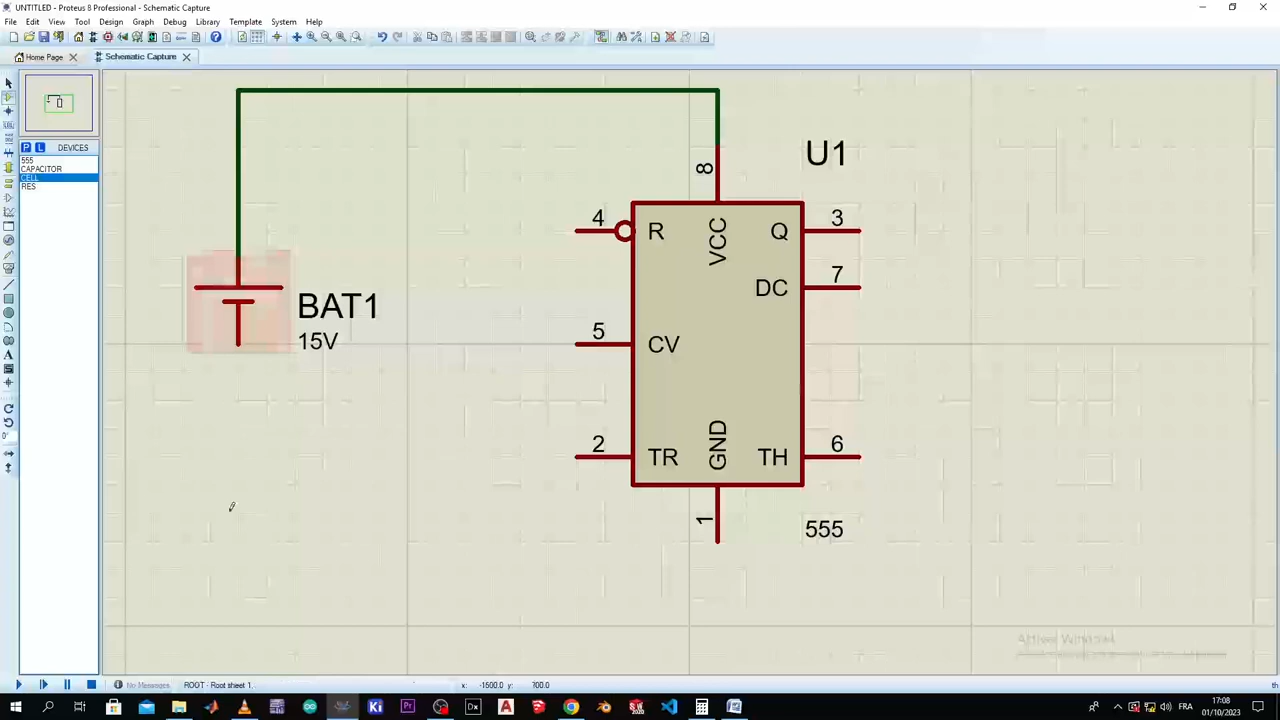 UNTITLED - Proteus 8 Professional - Schematic Capture
File Edit View Tool Design Graph Debug Library Template System Help
Home Page Schematic Capture
P L DEVICES
555
CAPACITOR
CELL
RES
BAT1
15V
U1
8
4 R VCC Q 3
DC 7
5 CV
2 TR GND TH 6
1
555
No Messages ROOT - Root sheet 1 x: -1500.0 y: 700.0 th
FR 17:08
01/10/2023